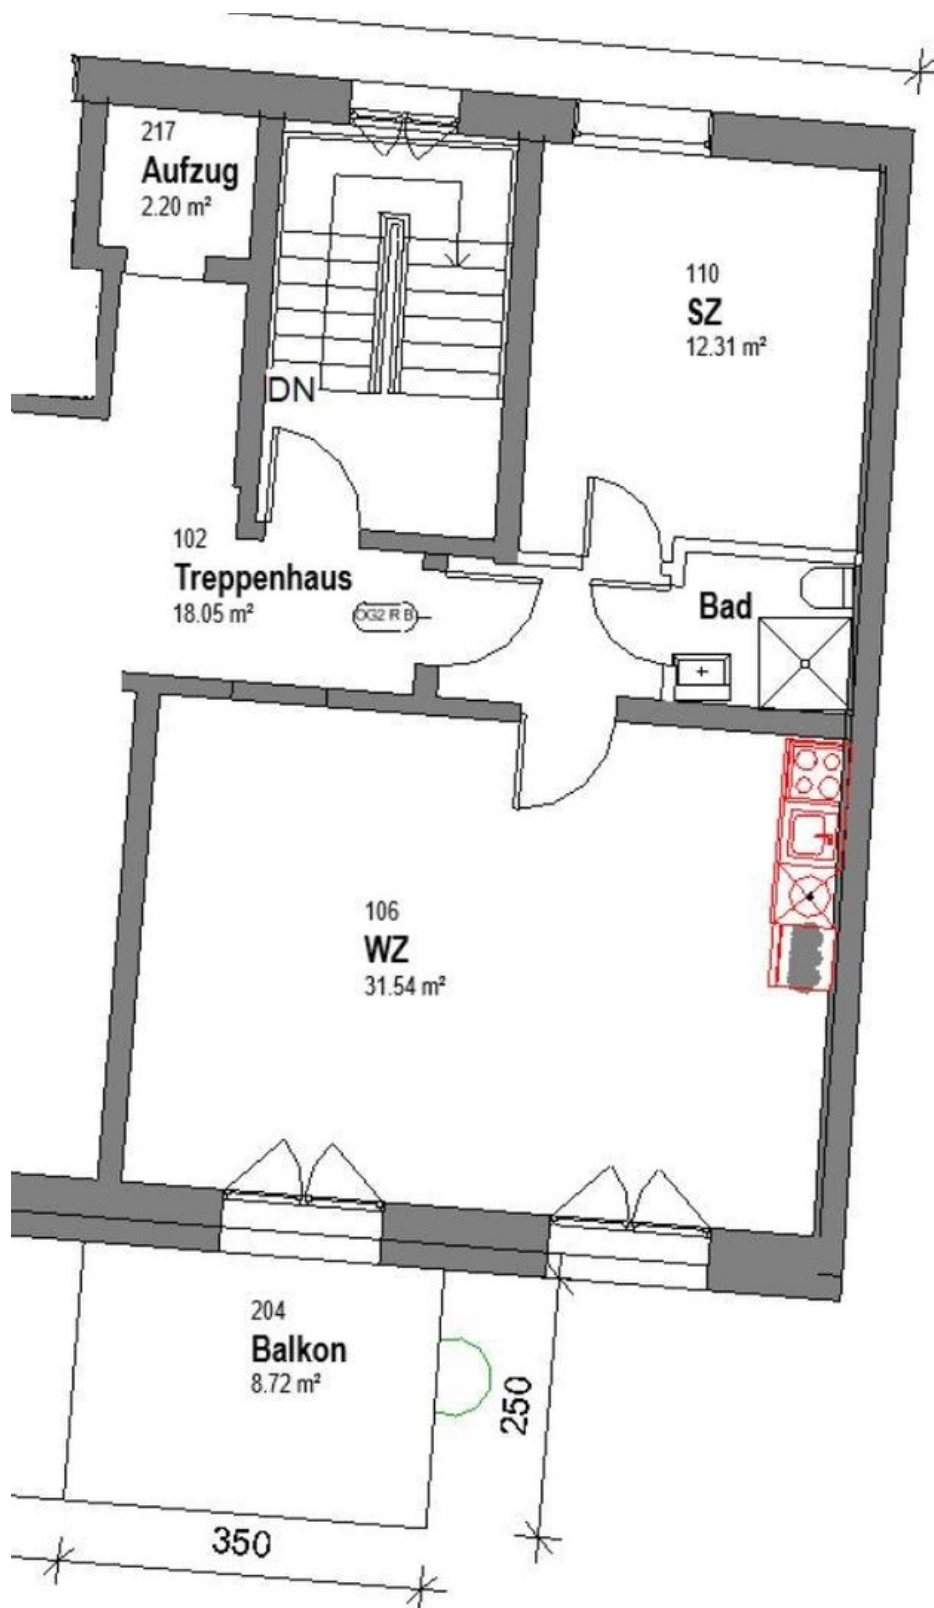 217
Aufzug
2.20 m²
110
SZ
12.31 m²
DN
102
Treppenhaus
18.05 m²
OG2 R B
Bad
106
WZ
31.54 m²
204
Balkon
8.72 m²
250
350